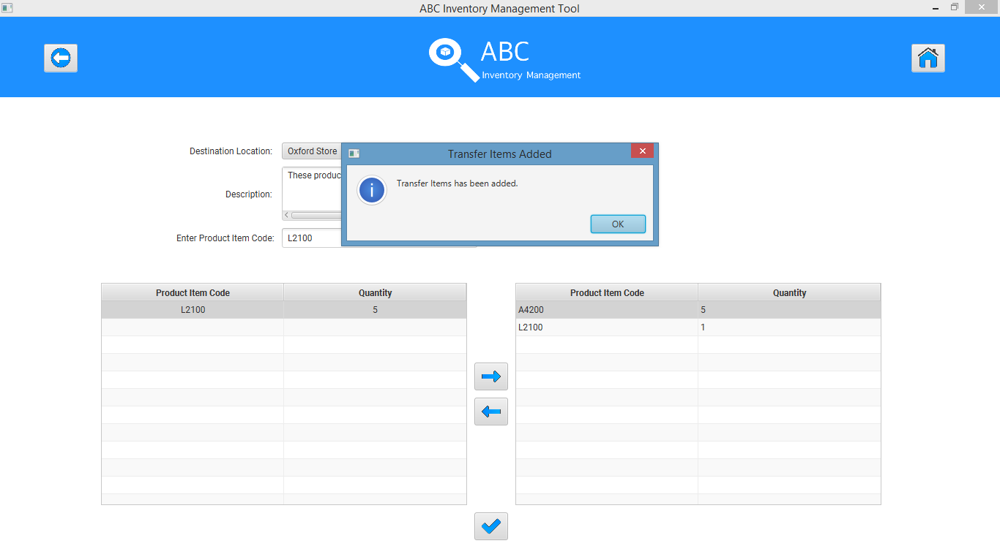 ABC Inventory Management Tool
ABC
Inventory Management
Destination Location:
Oxford Store
Transfer Items Added
Description:
These produc
i
Transfer Items has been added.
OK
Enter Product Item Code:
L2100
Product Item Code Quantity
L2100 5
Product Item Code Quantity
A4200 5
L2100 1